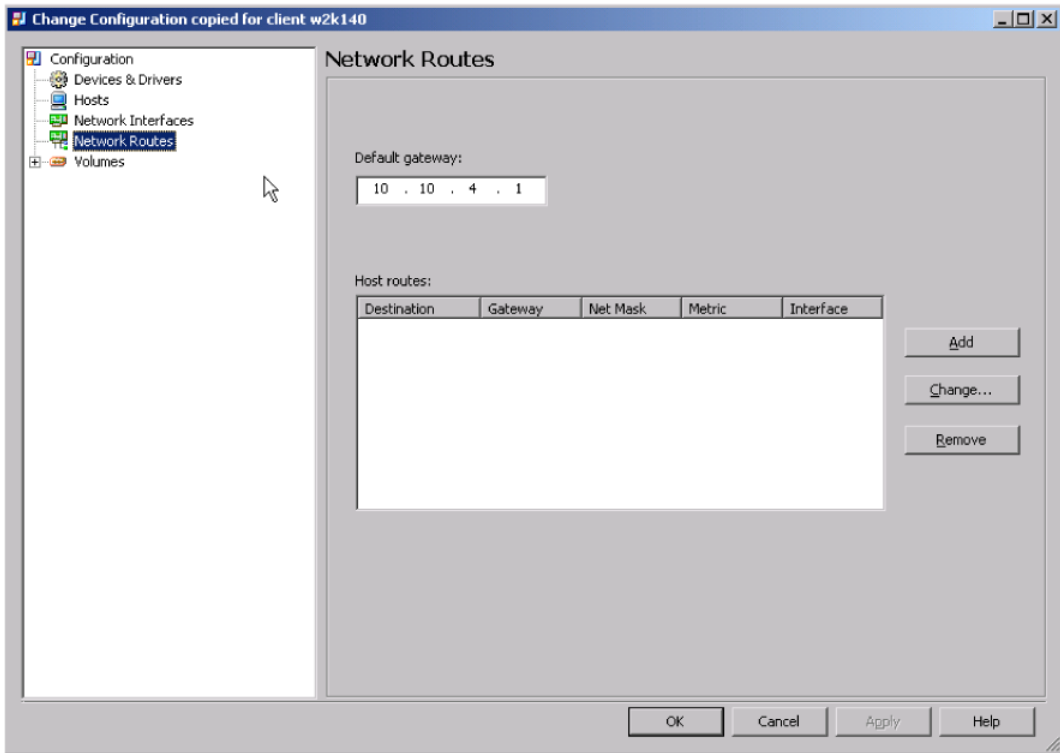 Change Configuration copied for client w2k140
Configuration
Devices & Drivers
Hosts
Network Interfaces
Network Routes
Volumes
Network Routes
Default gateway:
10 . 10 . 4 . 1
Host routes:
Destination Gateway Net Mask Metric Interface
Add
Change...
Remove
OK Cancel Apply Help